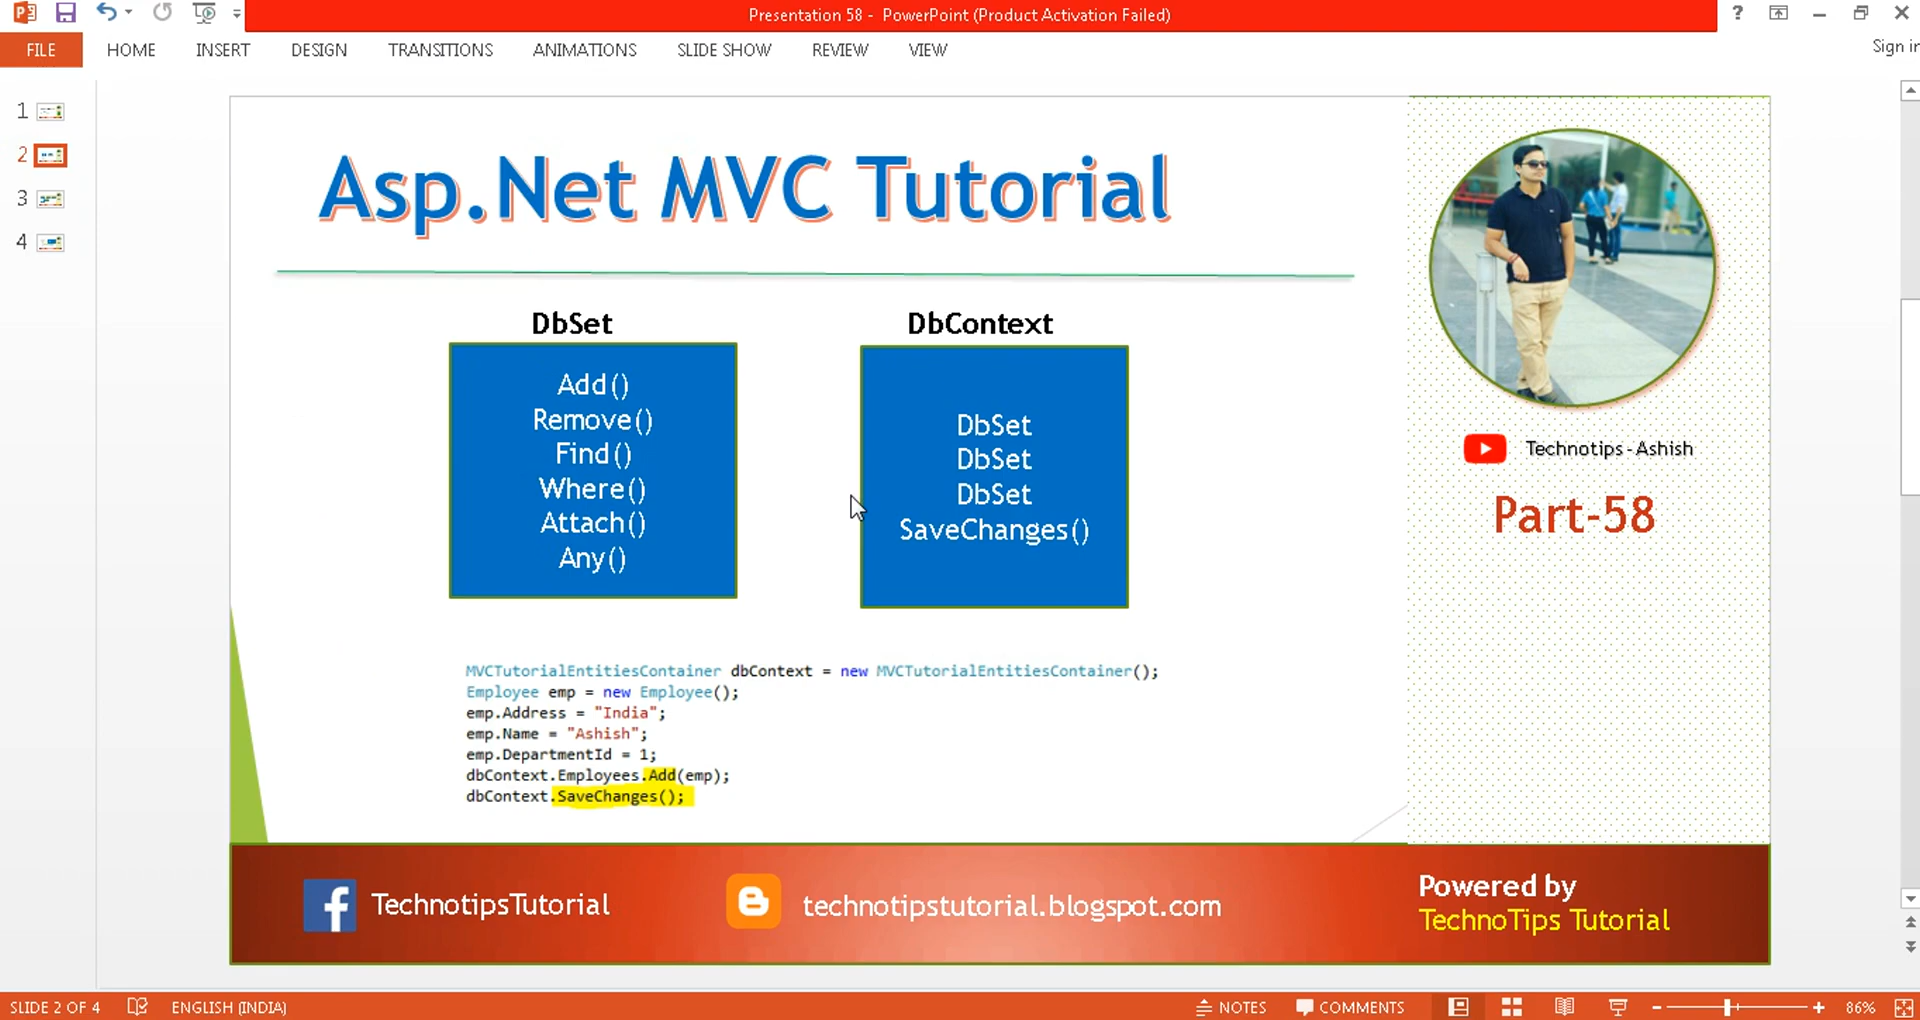 Presentation 58 - PowerPoint (Product Activation Failed)
?
FILE HOME INSERT DESIGN TRANSITIONS ANIMATIONS SLIDE SHOW REVIEW VIEW
Sign in
1
2
3
4
Asp.Net MVC Tutorial
DbSet
Add()
Remove()
Find()
Where()
Attach()
Any()
DbContext
DbSet
DbSet
DbSet
SaveChanges()
MVCTutorialEntitiesContainer dbContext = new MVCTutorialEntitiesContainer();
Employee emp = new Employee();
emp.Address = "India";
emp.Name = "Ashish";
emp.DepartmentId = 1;
dbContext.Employees.Add(emp);
dbContext.SaveChanges();
Technotips - Ashish
Part-58
TechnotipsTutorial
technotipstutorial.blogspot.com
Powered by
TechnoTips Tutorial
SLIDE 2 OF 4 ENGLISH (INDIA) NOTES COMMENTS 86%